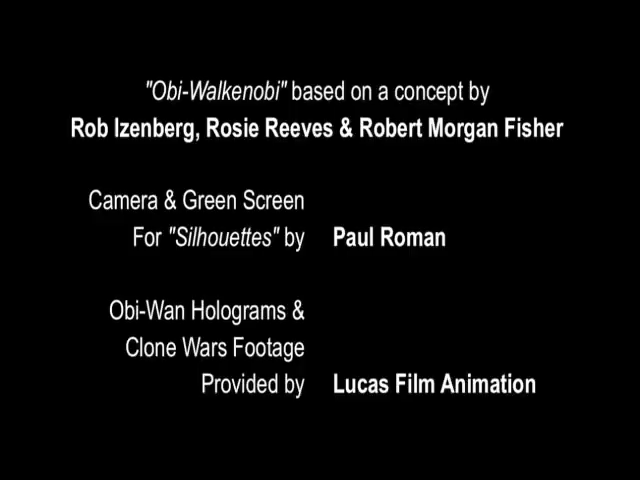 "Obi-Walkenobi" based on a concept by
Rob Izenberg, Rosie Reeves & Robert Morgan Fisher
Camera & Green Screen
For "Silhouettes" by Paul Roman
Obi-Wan Holograms &
Clone Wars Footage
Provided by Lucas Film Animation